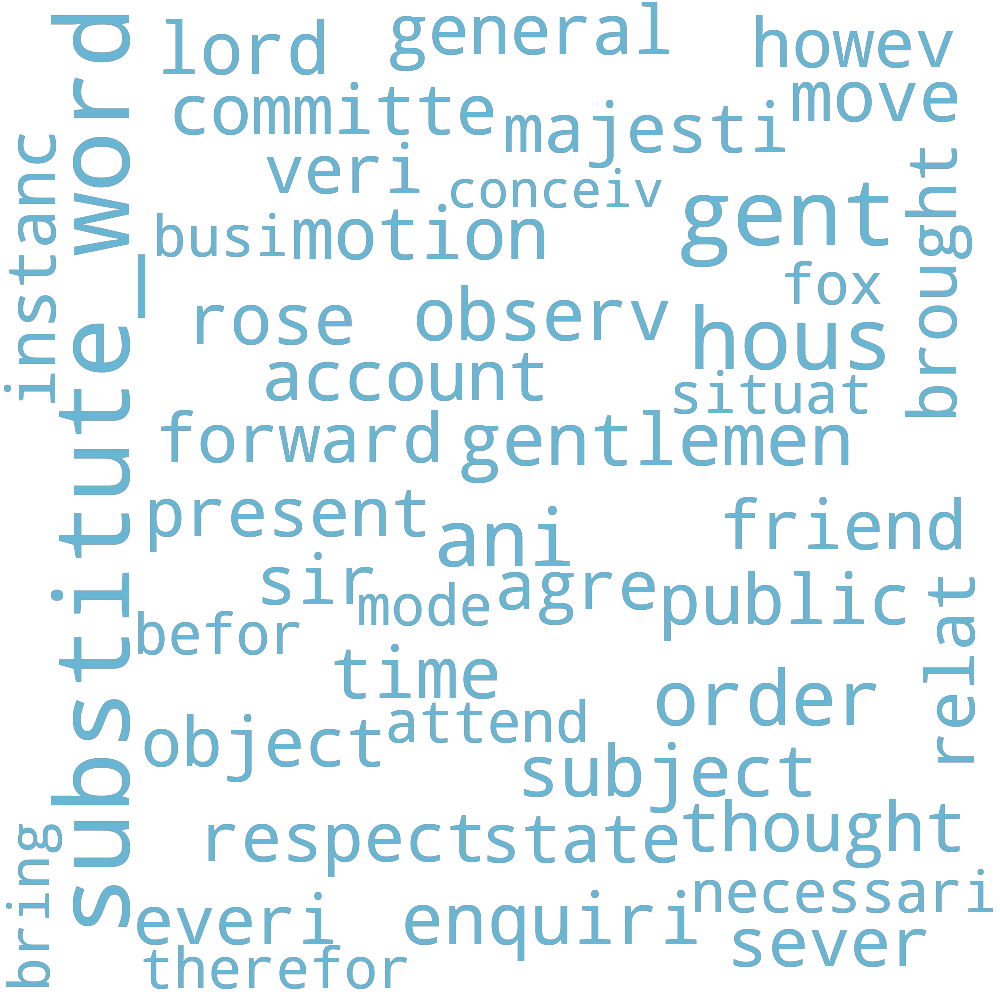 lord
general
howev
committe
majesti
move
instanc
substitute_word
veri
conceiv
gent
brought
busi
motion
fox
rose
observ
hous
account
situat
forward
gentlemen
present
ani
friend
sir
mode
agre
public
relat
befor
time
order
object
attend
subject
respect
state
thought
bring
everi
enquiri
necessari
sever
therefor